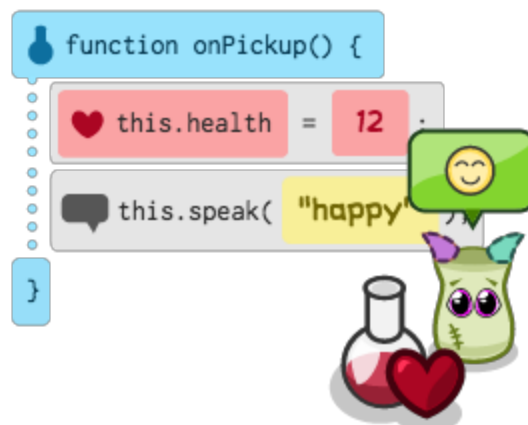 function onPickup() {
this.health = 12 ;
this.speak( "happy" );
}